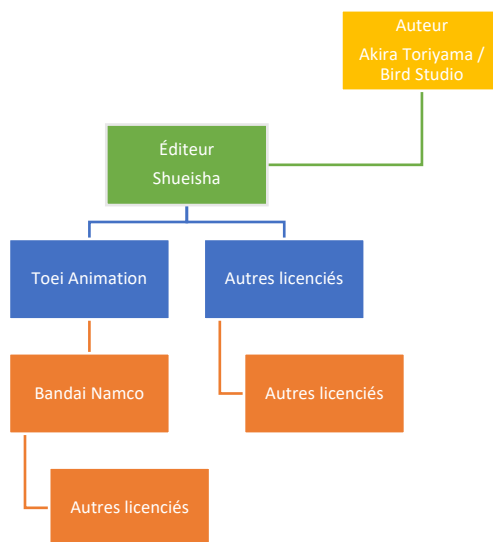 Auteur
Akira Toriyama /
Bird Studio
Éditeur
Shueisha
Toei Animation
Autres licenciés
Bandai Namco
Autres licenciés
Autres licenciés